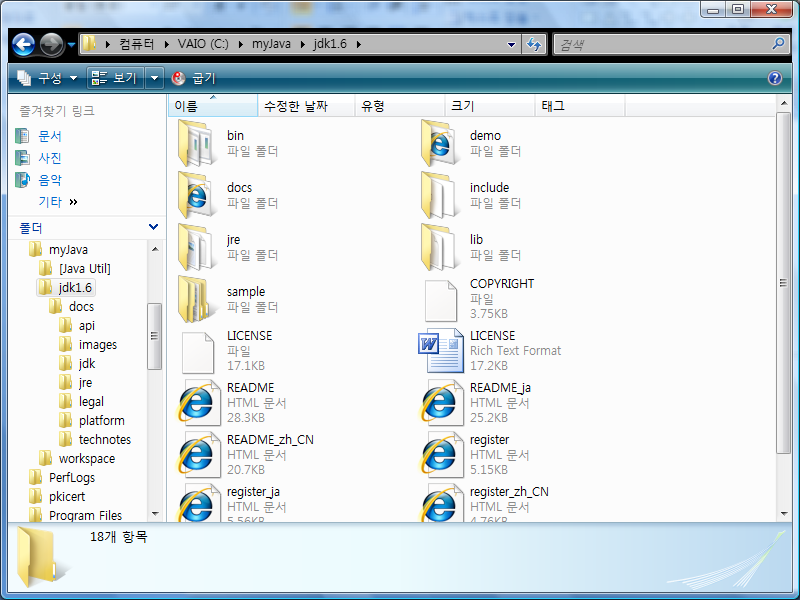 컴퓨터 VAIO (C:) myJava jdk1.6
검색
구성 보기 굽기
즐겨찾기 링크
문서
사진
음악
기타 »
폴더
myJava
[Java Util]
jdk1.6
docs
api
images
jdk
jre
legal
platform
technotes
workspace
PerfLogs
pkicert
Program Files
이름 수정한 날짜 유형 크기 태그
bin
파일 폴더
demo
파일 폴더
docs
파일 폴더
include
파일 폴더
jre
파일 폴더
lib
파일 폴더
sample
파일 폴더
COPYRIGHT
파일
3.75KB
LICENSE
파일
17.1KB
LICENSE
Rich Text Format
17.2KB
README
HTML 문서
28.3KB
README_ja
HTML 문서
25.2KB
README_zh_CN
HTML 문서
20.7KB
register
HTML 문서
5.15KB
register_ja
HTML 문서
5.56KB
register_zh_CN
HTML 문서
4.76KB
18개 항목